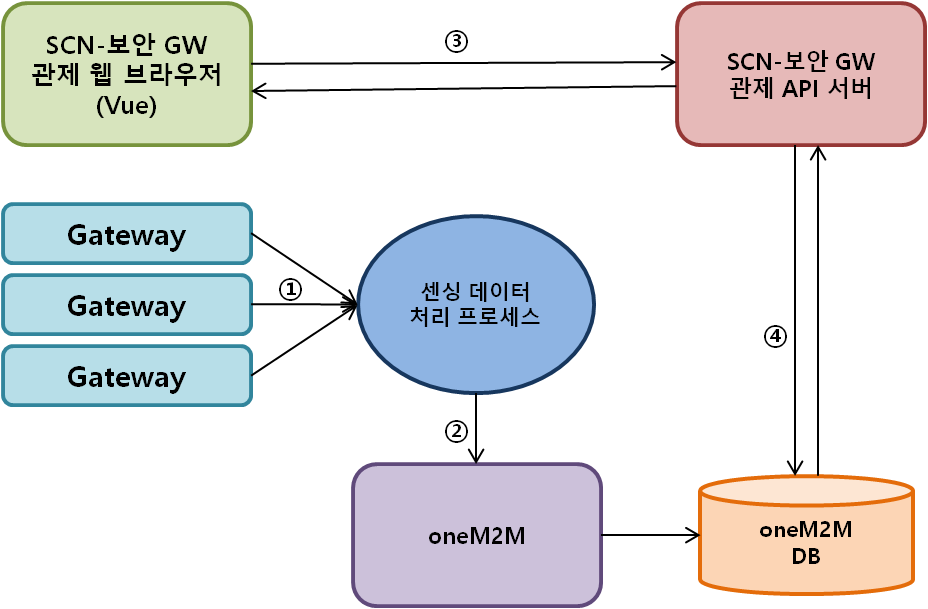 SCN-보안 GW
관제 웹 브라우저
(Vue)
③
SCN-보안 GW
관제 API 서버
Gateway
①
Gateway
Gateway
센싱 데이터
처리 프로세스
④
②
oneM2M
oneM2M
DB